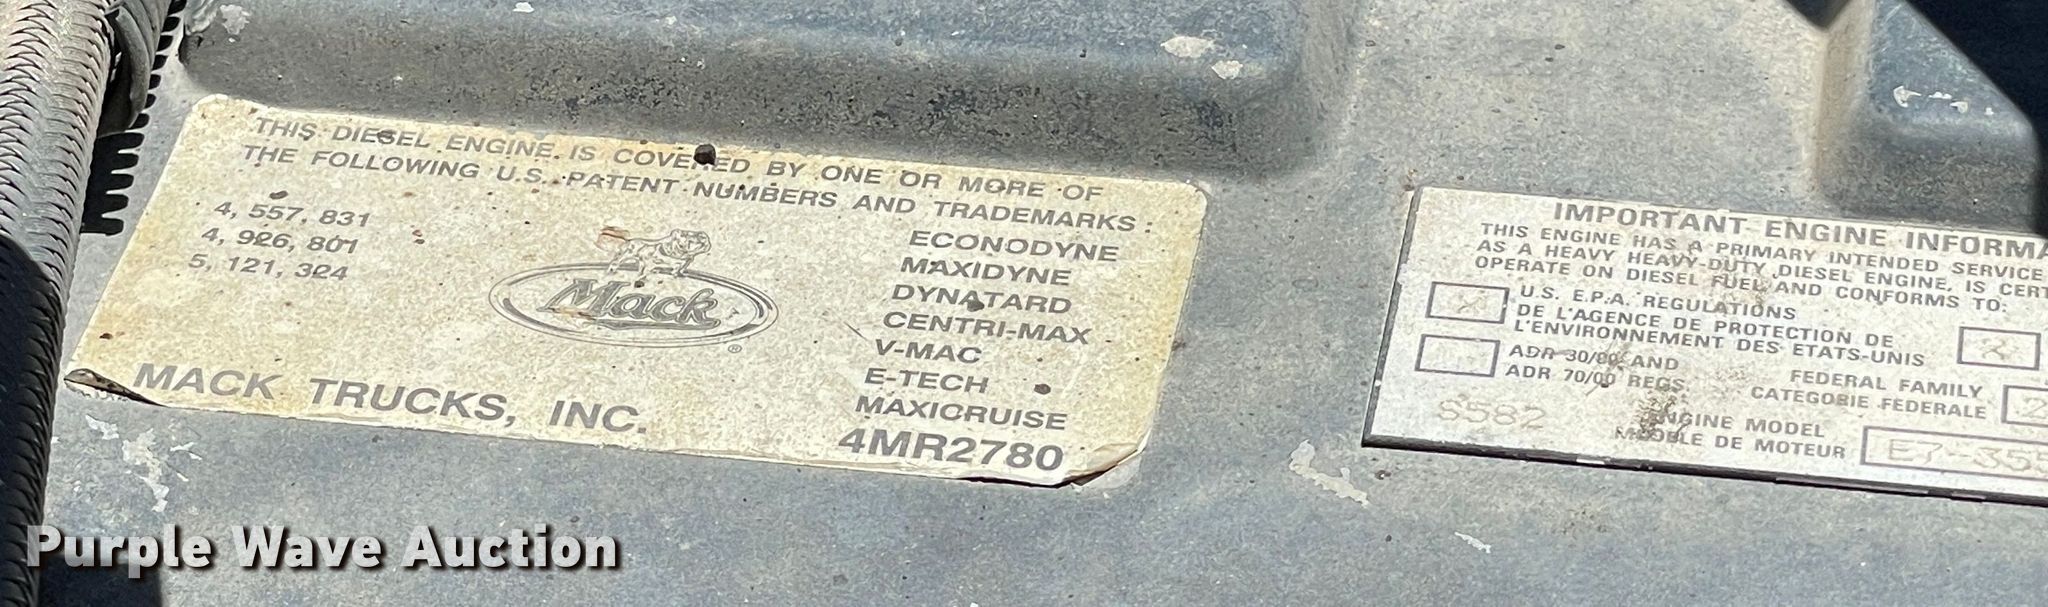 THIS DIESEL ENGINE IS COVERED BY ONE OR MORE OF
THE FOLLOWING U.S. PATENT NUMBERS AND TRADEMARKS:
4, 557, 831
4, 926, 801
5, 121, 324
Mack
®
ECONODYNE
MAXIDYNE
DYNATARD
CENTRI-MAX
V-MAC
E-TECH
MAXICRUISE
MACK TRUCKS, INC.
4MR2780
IMPORTANT ENGINE INFORMA
THIS ENGINE HAS A PRIMARY INTENDED SERVICE
AS A HEAVY HEAVY-DUTY DIESEL ENGINE, IS CERT
OPERATE ON DIESEL FUEL AND CONFORMS TO:
X U.S. E.P.A. REGULATIONS
DE L'AGENCE DE PROTECTION DE
L'ENVIRONNEMENT DES ETATS-UNIS
ADR 30/00 AND
ADR 70/00 REGS.
FEDERAL FAMILY
CATEGORIE FEDERALE
2
S582
ENGINE MODEL
MODELE DE MOTEUR
E7-355
Purple Wave Auction